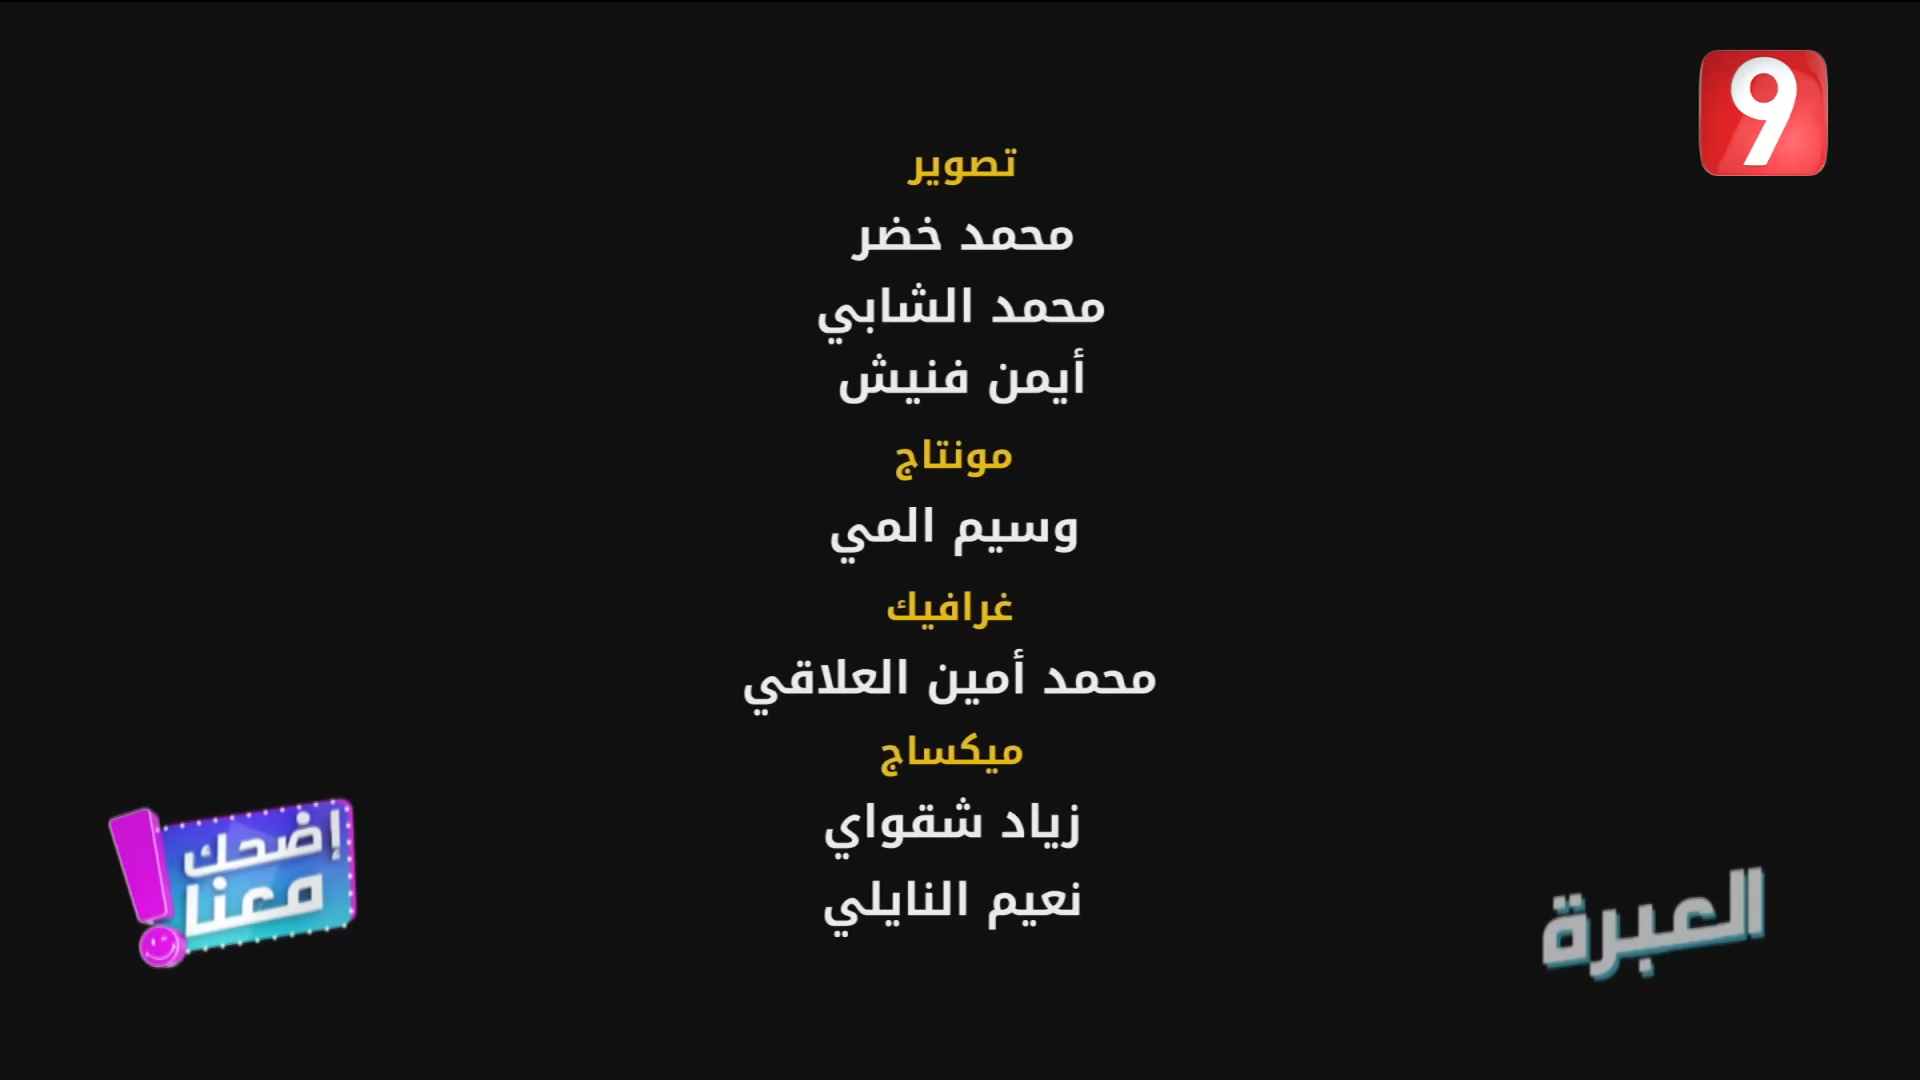 9
تصوير
محمد خضر
محمد الشابي
أيمن فنيش
مونتاج
وسيم المي
غرافيك
محمد أمين العلاقي
ميكساج
زياد شقواي
نعيم النايلي
إضحك
معنا!
العبرة